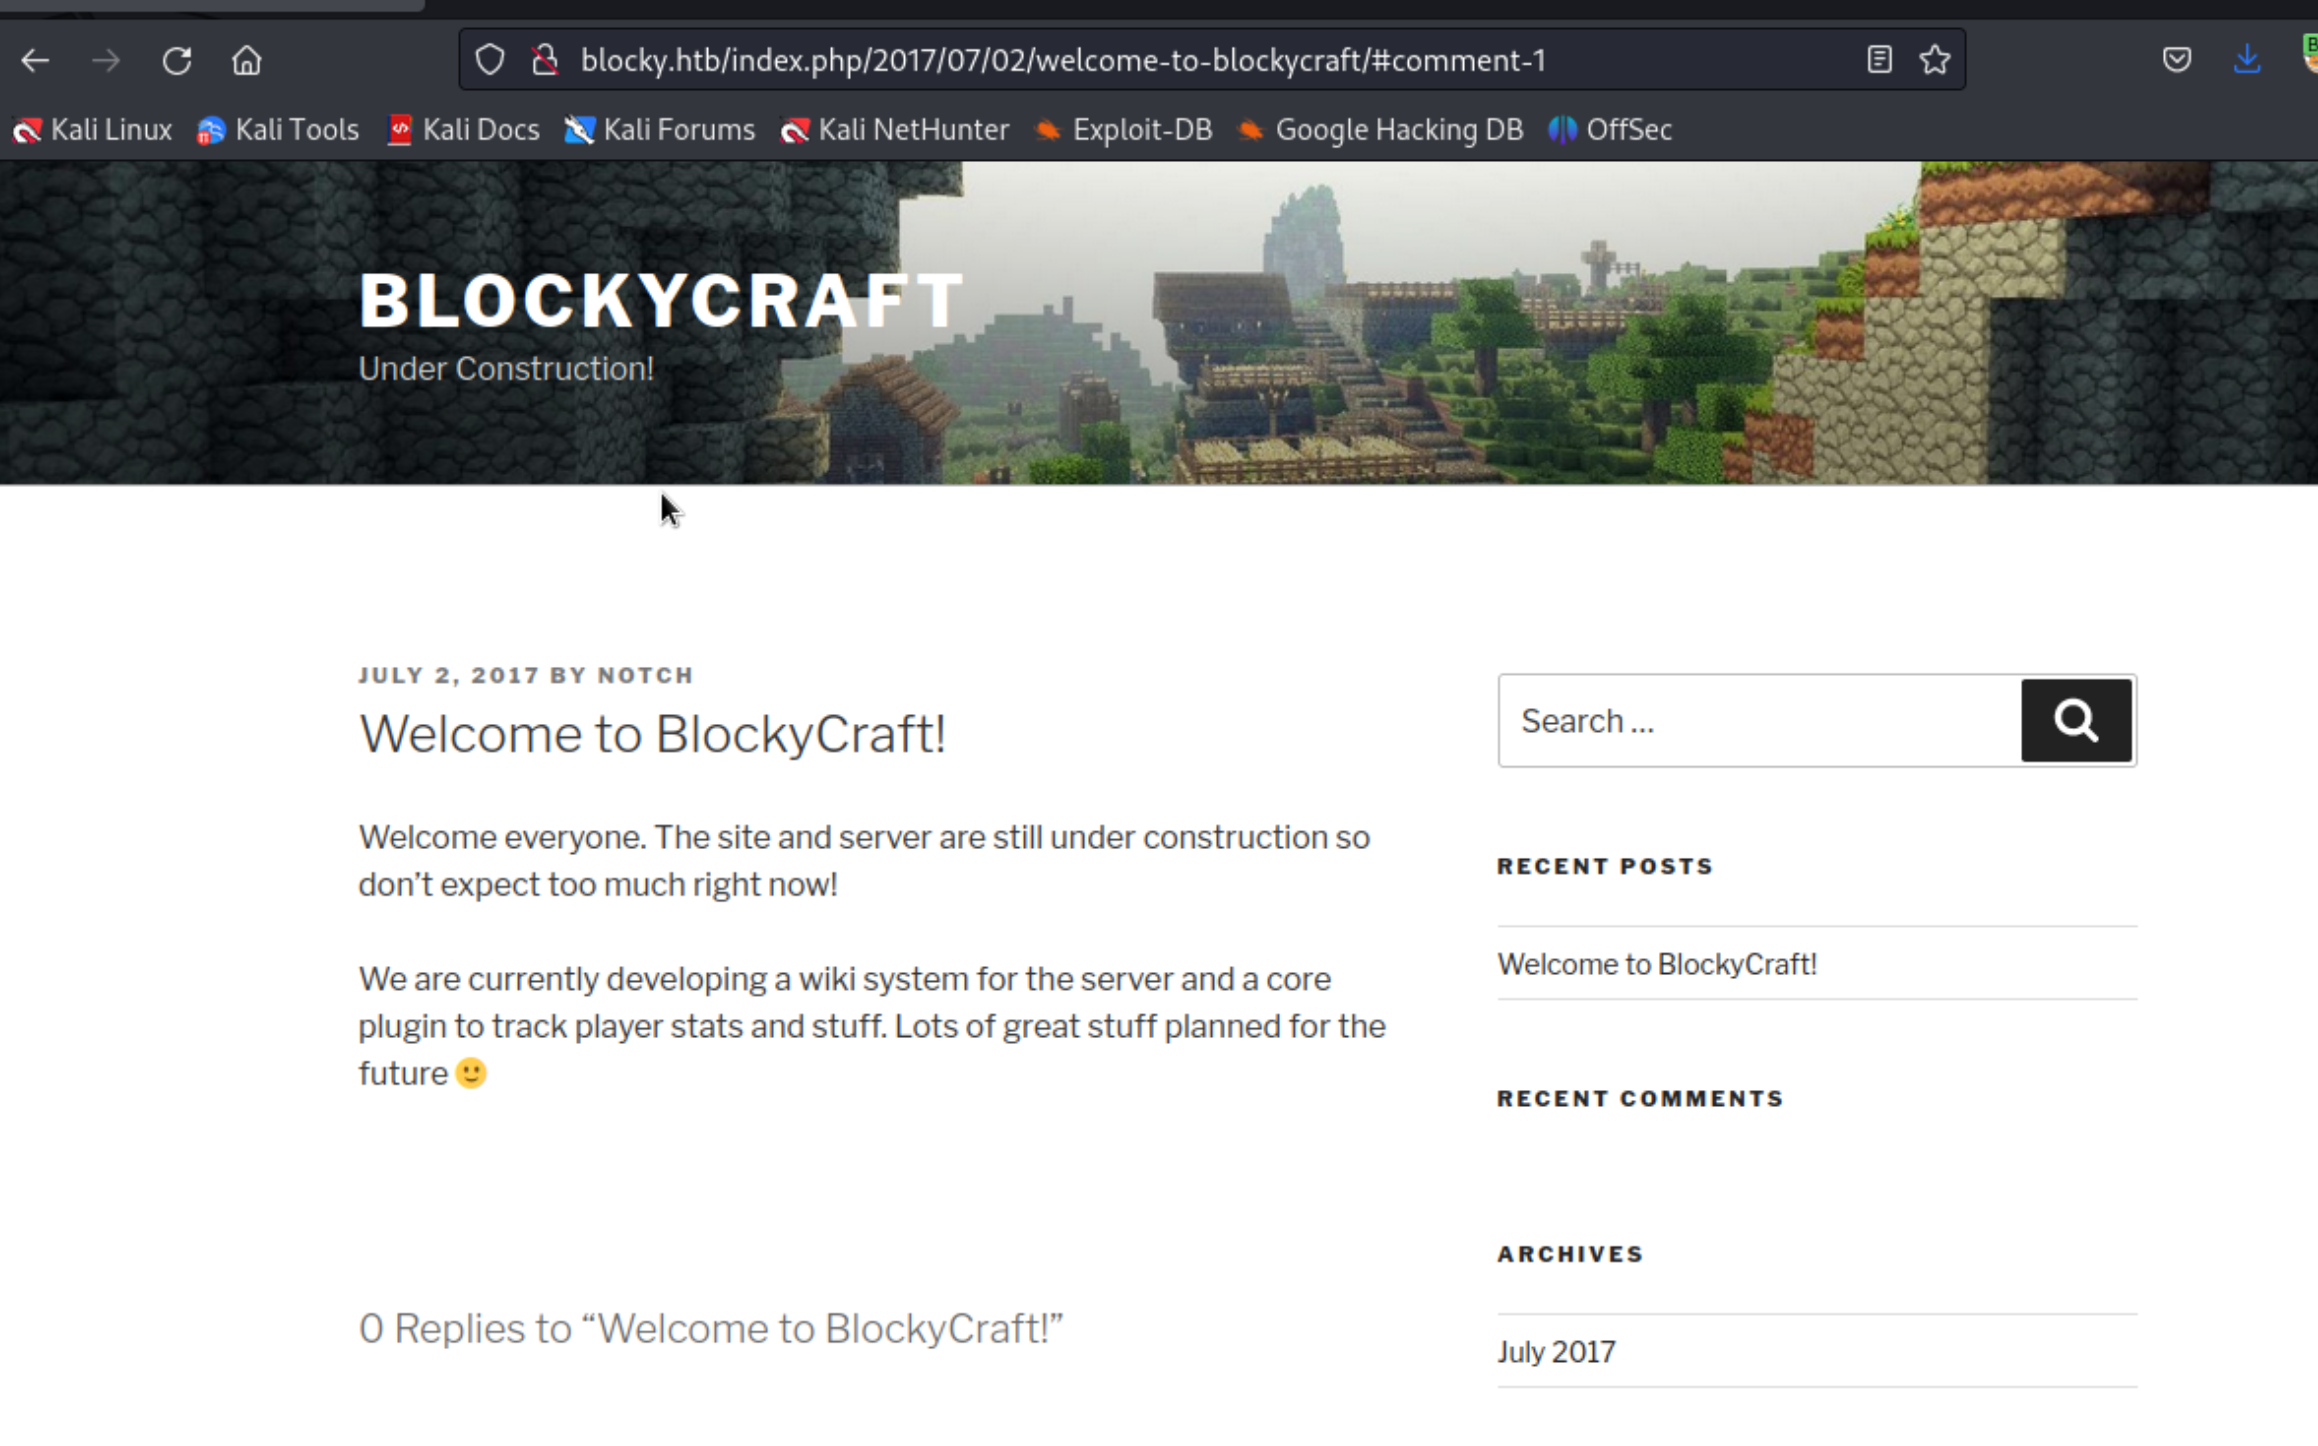 blocky.htb/index.php/2017/07/02/welcome-to-blockycraft/#comment-1
Kali Linux Kali Tools Kali Docs Kali Forums Kali NetHunter Exploit-DB Google Hacking DB OffSec
BLOCKYCRAFT
Under Construction!
JULY 2, 2017 BY NOTCH
Welcome to BlockyCraft!
Welcome everyone. The site and server are still under construction so
don’t expect too much right now!
We are currently developing a wiki system for the server and a core
plugin to track player stats and stuff. Lots of great stuff planned for the
future 🙂
0 Replies to “Welcome to BlockyCraft!”
Search …
RECENT POSTS
Welcome to BlockyCraft!
RECENT COMMENTS
ARCHIVES
July 2017